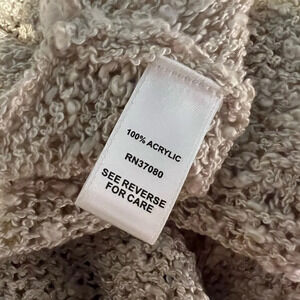 100% ACRYLIC
RN37080
SEE REVERSE
FOR CARE